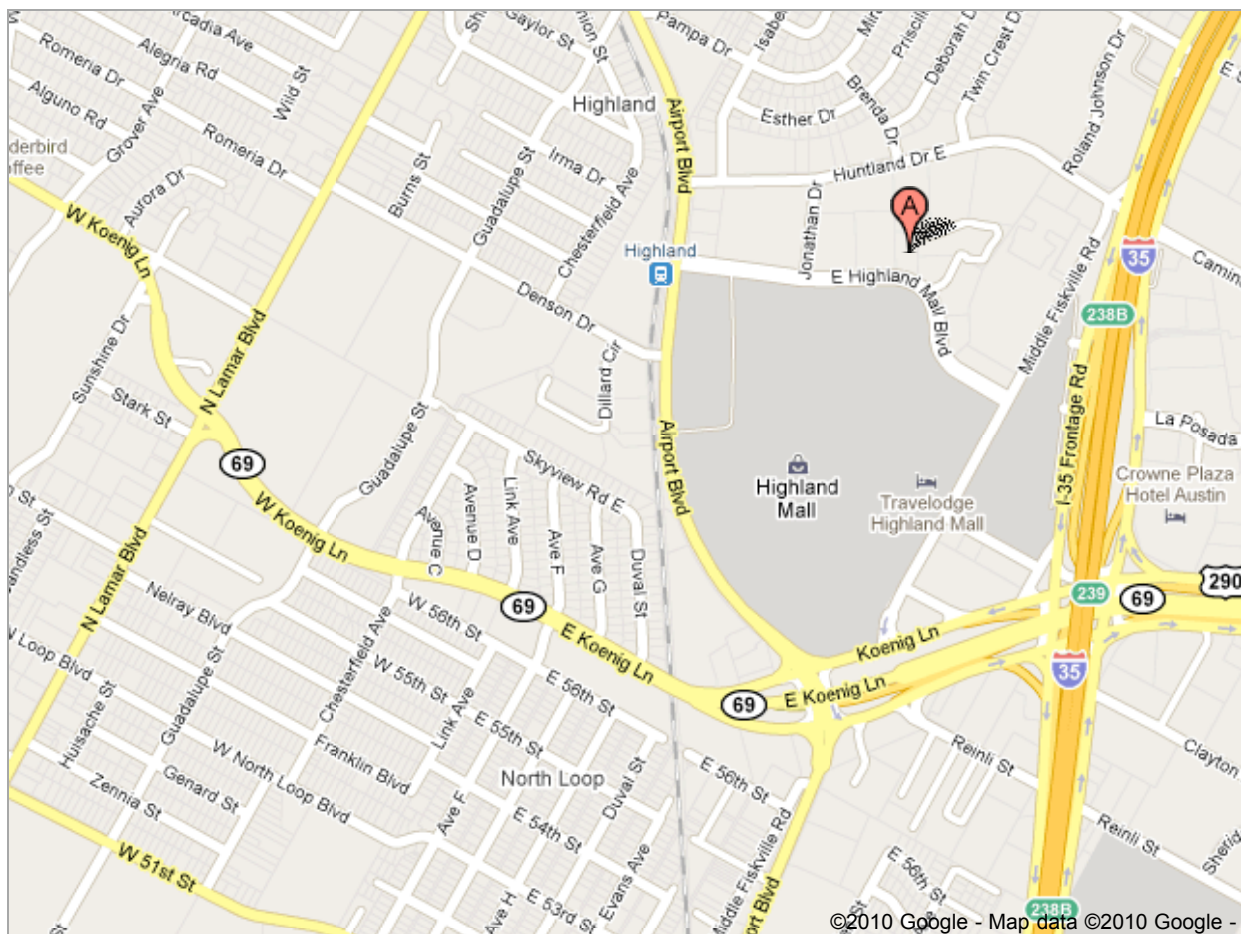 Arcadia Ave
Alegria Rd
Romeria Dr
Alguno Rd
Grover Ave
Wild St
Romeria Dr
Aurora Dr
W Koenig Ln
Sunshine Dr
Stark St
N Lamar Blvd
Burns St
Guadalupe St
Gaylor St
Highland
Irma Dr
Chesterfield Ave
Denson Dr
Dillard Cir
Highland
Airport Blvd
Pampa Dr
Esther Dr
Brenda Dr
Deborah Dr
Twin Crest Dr
Huntland Dr E
Jonathan Dr
A
E Highland Mall Blvd
Roland Johnson Dr
Middle Fiskville Rd
35
238B
I-35 Frontage Rd
La Posada
Crowne Plaza
Hotel Austin
Highland
Mall
Travelodge
Highland Mall
Airport Blvd
Guadalupe St
69
W Koenig Ln
Skyview Rd E
Link Ave
Avenue D
Avenue C
Ave F
Ave G
Duval St
69
E Koenig Ln
N Lamar Blvd
Nelray Blvd
W 56th St
Chesterfield Ave
W 55th St
Link Ave
E 56th St
E 55th St
Guadalupe St
Huisache St
Franklin Blvd
W North Loop Blvd
Genard St
Zennia St
W 51st St
North Loop
Ave F
E 54th St
Duval St
E 53rd St
Evans Ave
Ave H
E 56th St
Middle Fiskville Rd
69
E Koenig Ln
Koenig Ln
239
69
290
35
Reinli St
Clayton
Reinli St
E 56th St
238B
©2010 Google - Map data ©2010 Google -